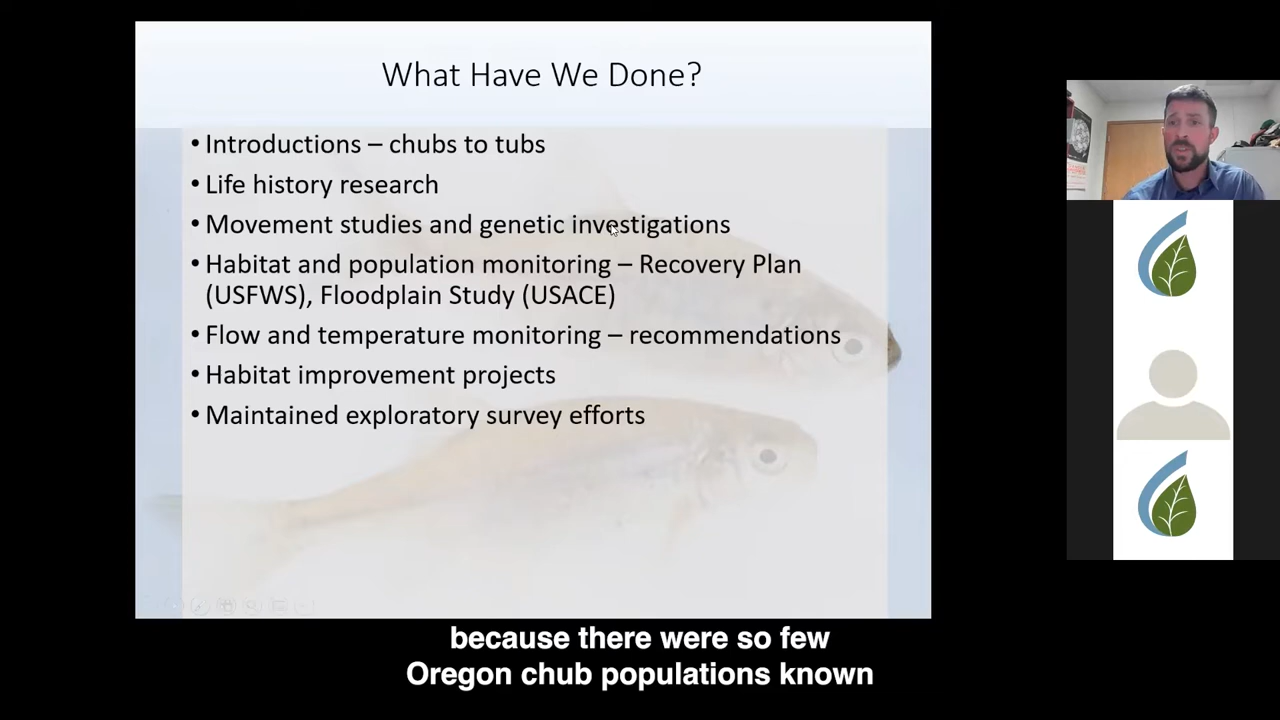 What Have We Done?
• Introductions – chubs to tubs
• Life history research
• Movement studies and genetic investigations
• Habitat and population monitoring – Recovery Plan
(USFWS), Floodplain Study (USACE)
• Flow and temperature monitoring – recommendations
• Habitat improvement projects
• Maintained exploratory survey efforts
because there were so few
Oregon chub populations known